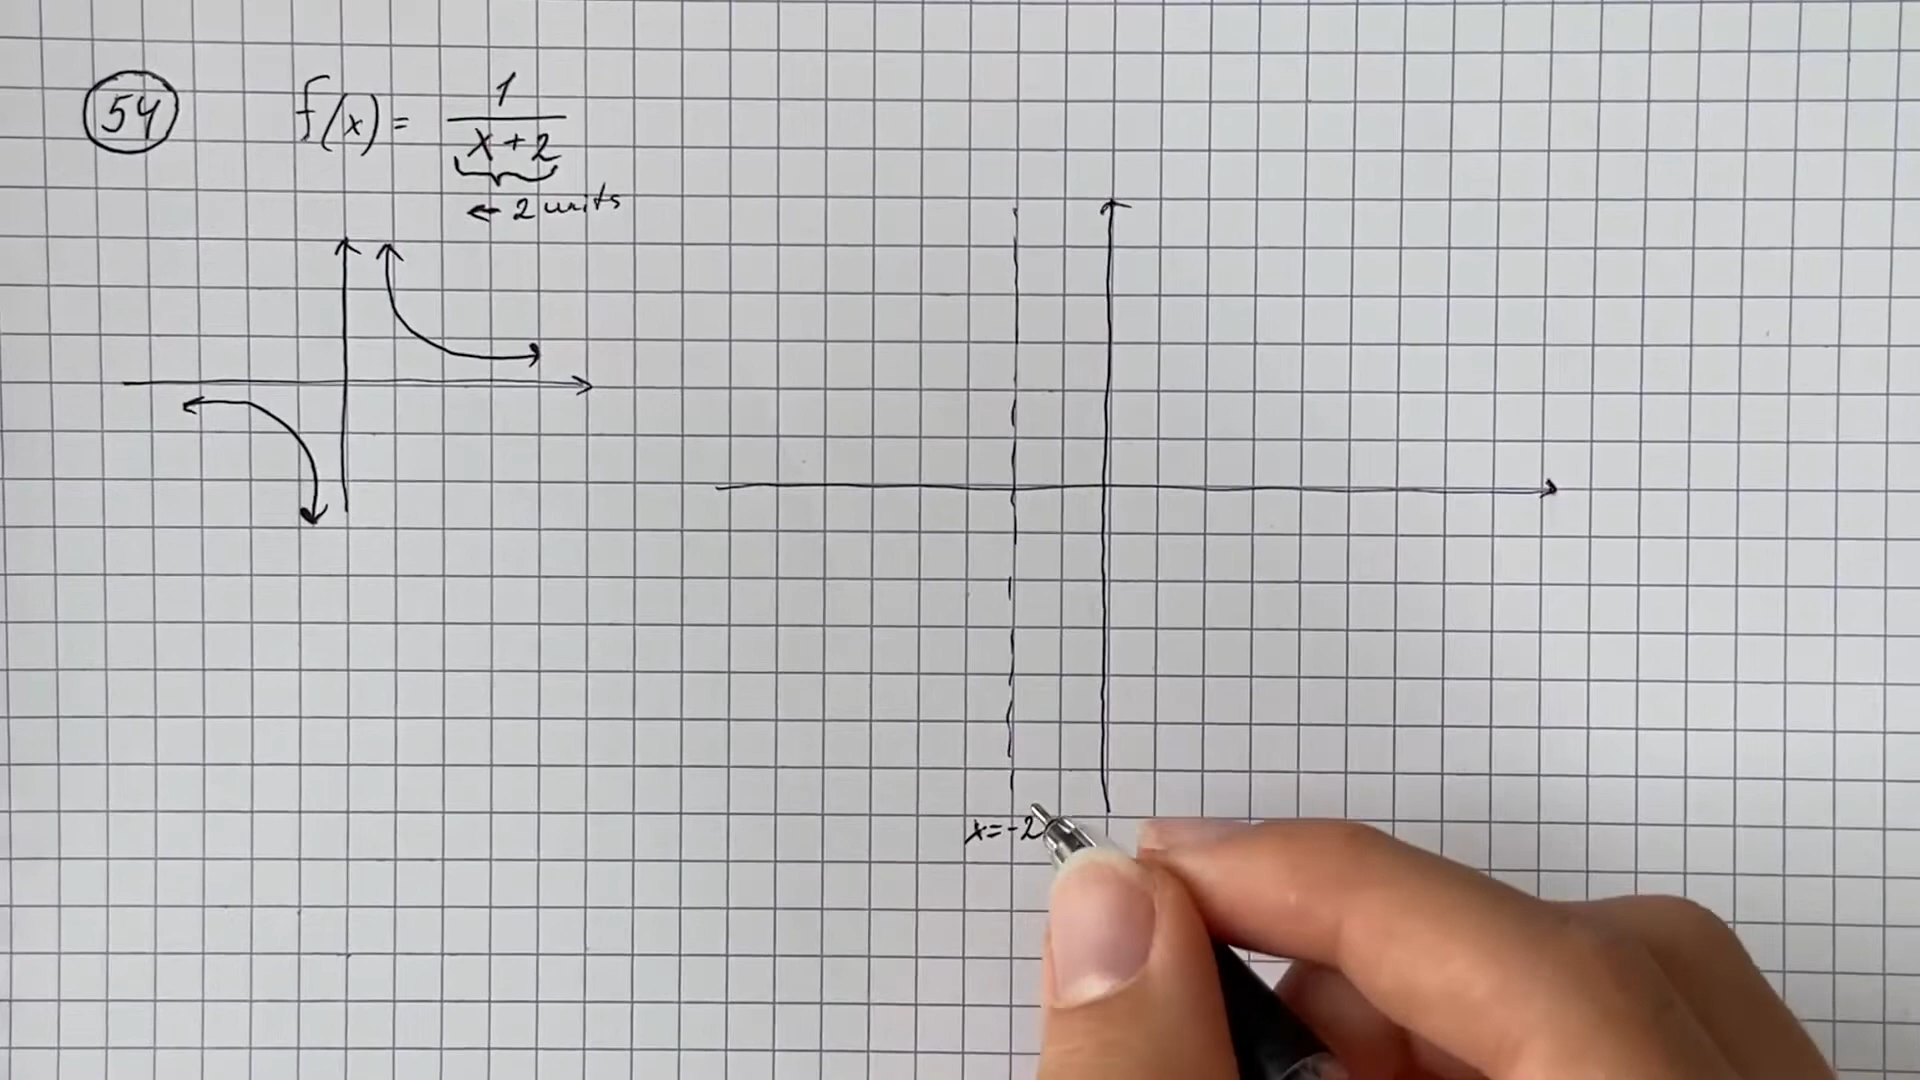 54 f(x) = 1/(x+2)
← 2 units
x=-2